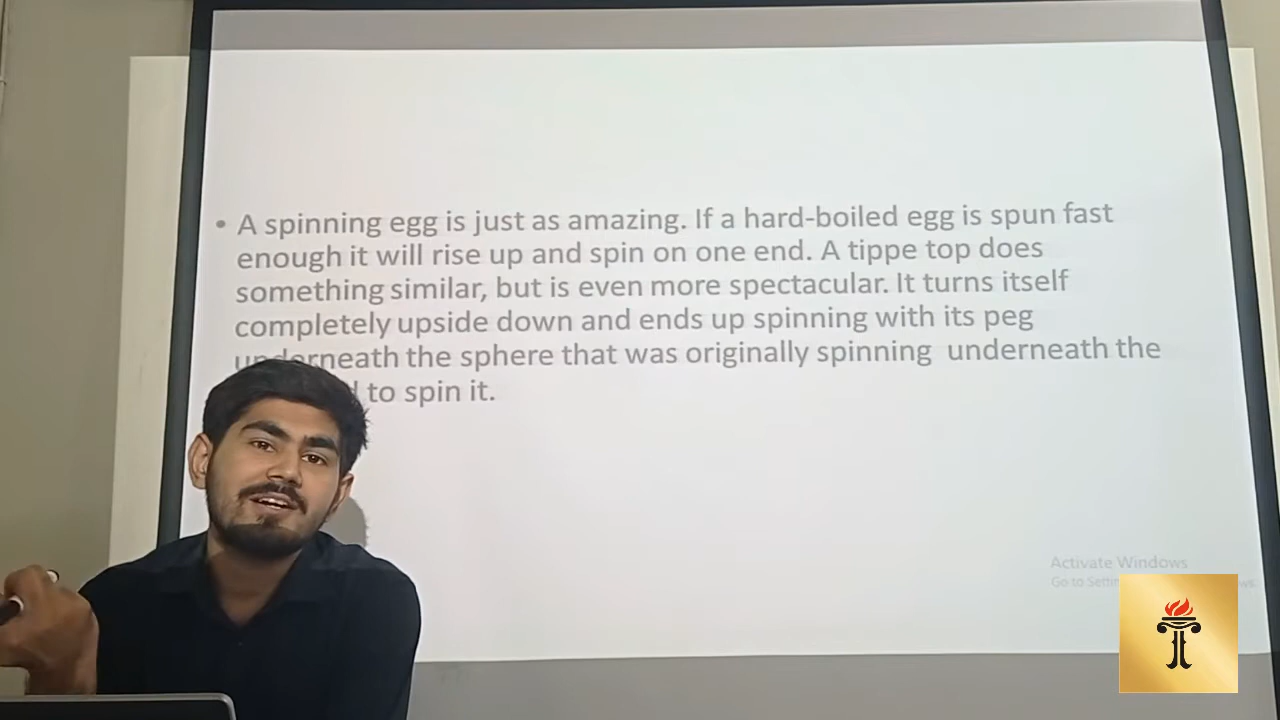 • A spinning egg is just as amazing. If a hard-boiled egg is spun fast
enough it will rise up and spin on one end. A tippe top does
something similar, but is even more spectacular. It turns itself
completely upside down and ends up spinning with its peg
underneath the sphere that was originally spinning underneath the
to spin it.
Activate Windows
Go to